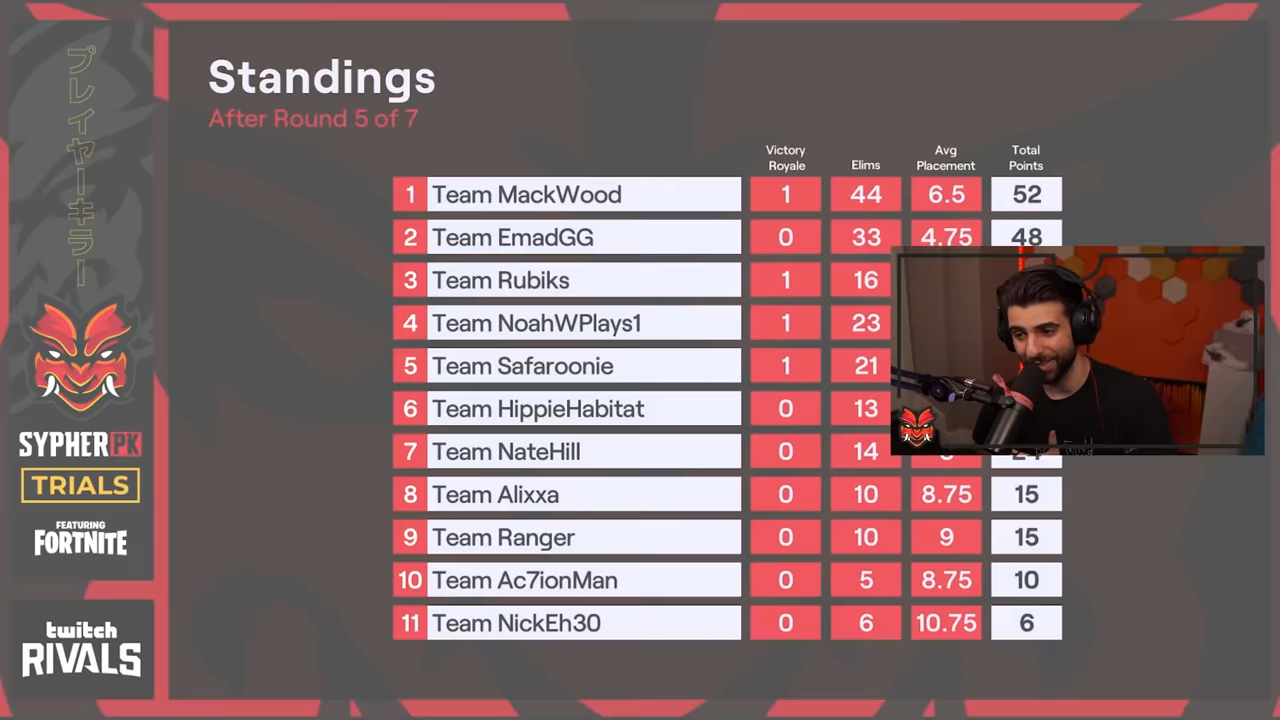 プレイヤーキラー
SYPHERPK
TRIALS
FEATURING
FORTNITE
twitch
RIVALS
Standings
After Round 5 of 7
Victory Royale Elims Avg Placement Total Points
1 Team MackWood 1 44 6.5 52
2 Team EmadGG 0 33 4.75 48
3 Team Rubiks 1 16
4 Team NoahWPlays1 1 23
5 Team Safaroonie 1 21
6 Team HippieHabitat 0 13
7 Team NateHill 0 14
8 Team Alixxa 0 10 8.75 15
9 Team Ranger 0 10 9 15
10 Team Ac7ionMan 0 5 8.75 10
11 Team NickEh30 0 6 10.75 6